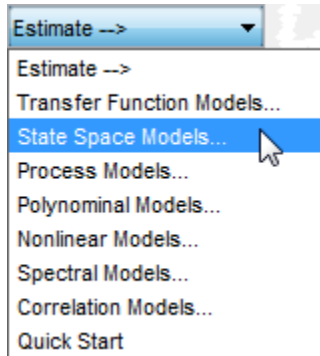 Estimate -->
Estimate -->
Transfer Function Models...
State Space Models...
Process Models...
Polynominal Models...
Nonlinear Models...
Spectral Models...
Correlation Models...
Quick Start